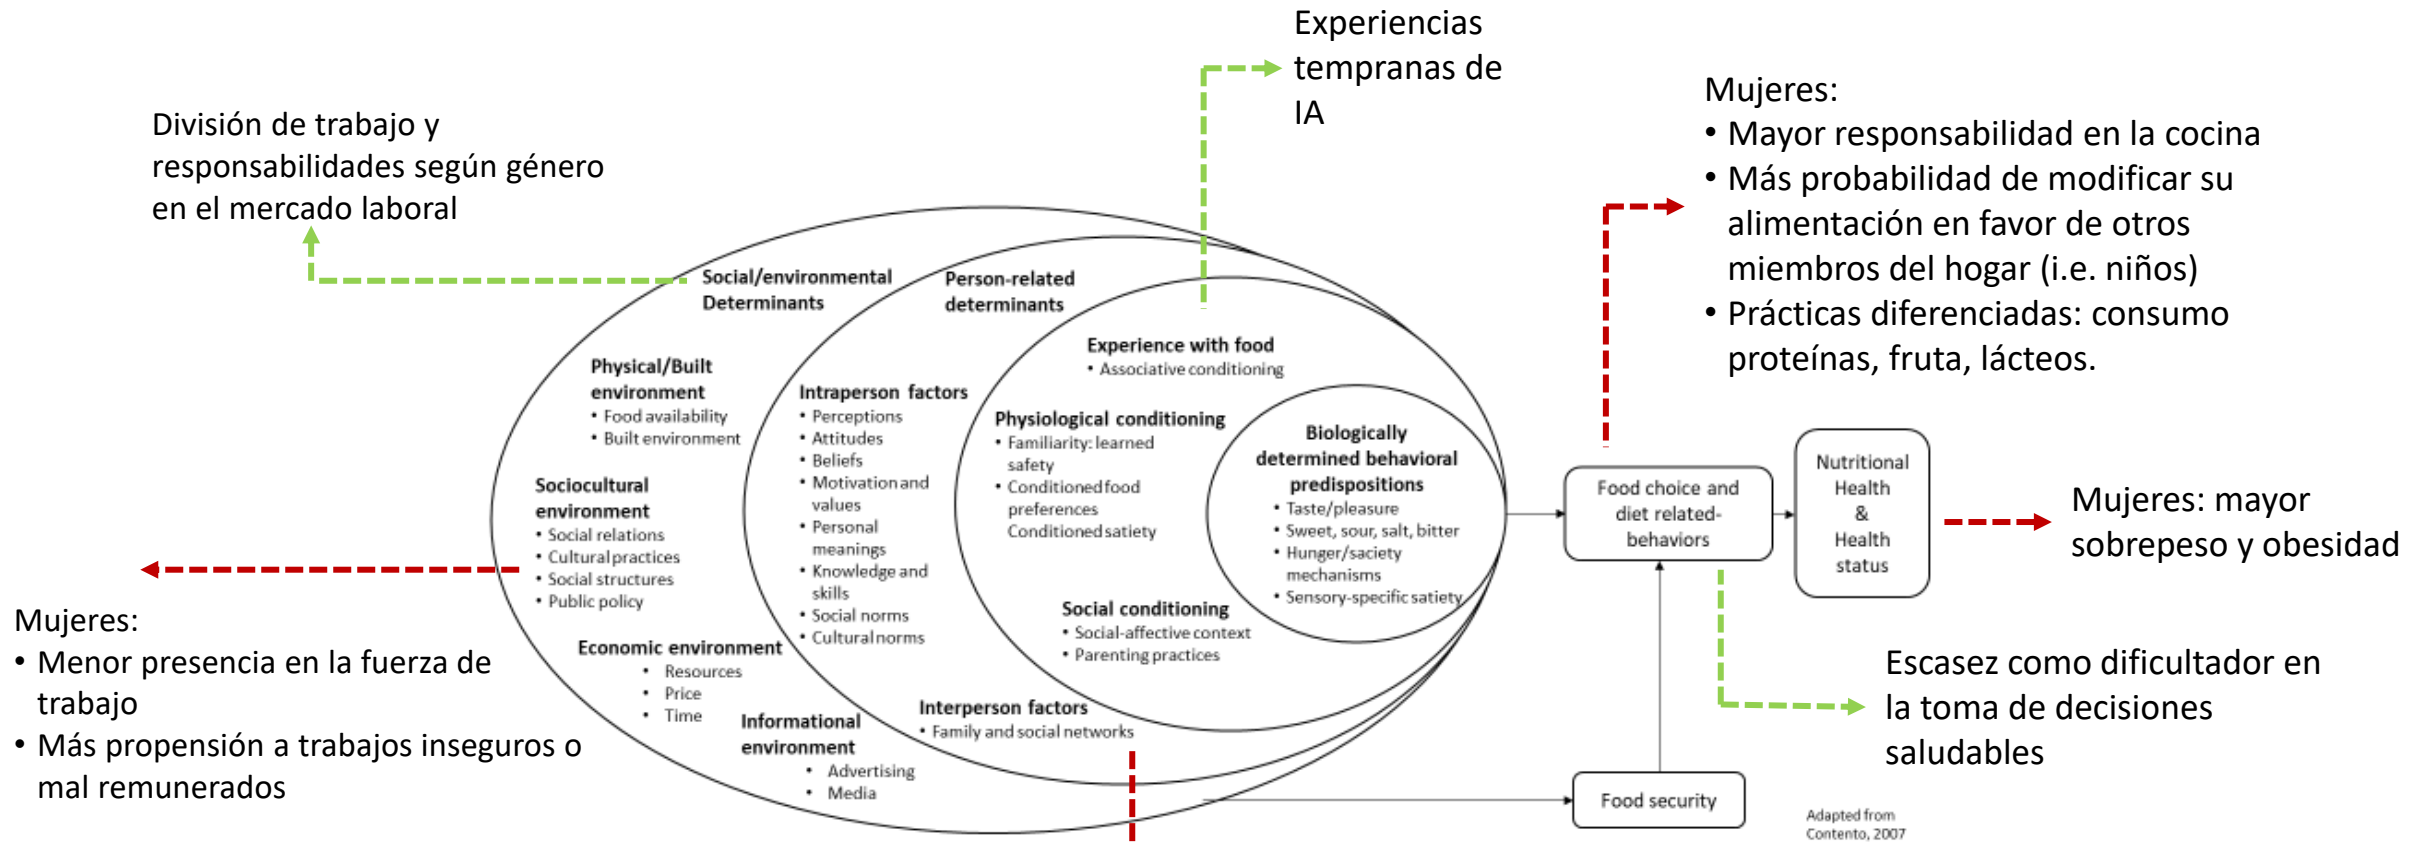 Experiencias
tempranas de
IA
División de trabajo y
responsabilidades según género
en el mercado laboral
Mujeres:
• Mayor responsabilidad en la cocina
• Más probabilidad de modificar su
alimentación en favor de otros
miembros del hogar (i.e. niños)
• Prácticas diferenciadas: consumo
proteínas, fruta, lácteos.
Social/environmental
Determinants
Physical/Built
environment
• Food availability
• Built environment
Sociocultural
environment
• Social relations
• Cultural practices
• Social structures
• Public policy
Economic environment
• Resources
• Price
• Time
Informational
environment
• Advertising
• Media
Person-related
determinants
Intraperson factors
• Perceptions
• Attitudes
• Beliefs
• Motivation and
values
• Personal
meanings
• Knowledge and
skills
• Social norms
• Cultural norms
Interperson factors
• Family and social networks
Experience with food
• Associative conditioning
Physiological conditioning
• Familiarity: learned
safety
• Conditioned food
preferences
Conditioned satiety
Social conditioning
• Social-affective context
• Parenting practices
Biologically
determined behavioral
predispositions
• Taste/pleasure
• Sweet, sour, salt, bitter
• Hunger/saciety
mechanisms
• Sensory-specific satiety
Food choice and
diet related-
behaviors
Nutritional
Health
&
Health
status
Mujeres: mayor
sobrepeso y obesidad
Mujeres:
• Menor presencia en la fuerza de
trabajo
• Más propensión a trabajos inseguros o
mal remunerados
Escasez como dificultador en
la toma de decisiones
saludables
Food security
Adapted from
Contento, 2007